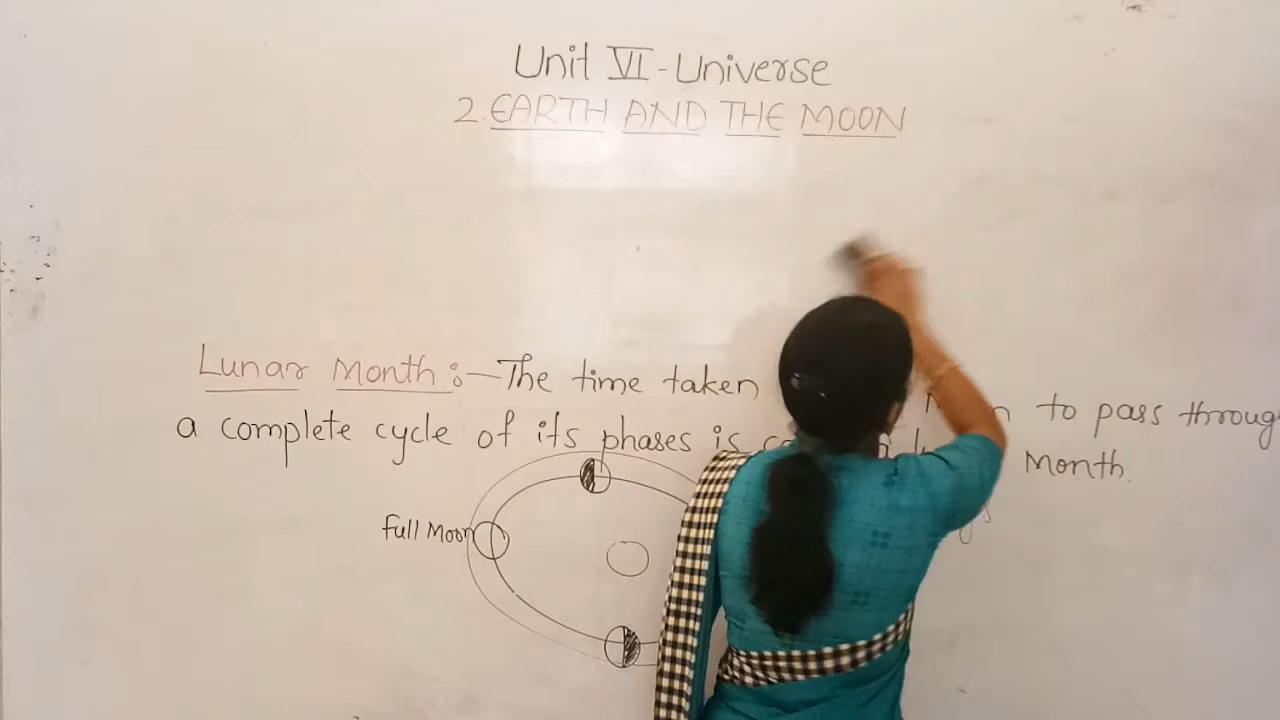 Unit VI - Universe
2. EARTH AND THE MOON
Lunar Month :- The time taken to pass through
a complete cycle of its phases is Month.
Full Moon